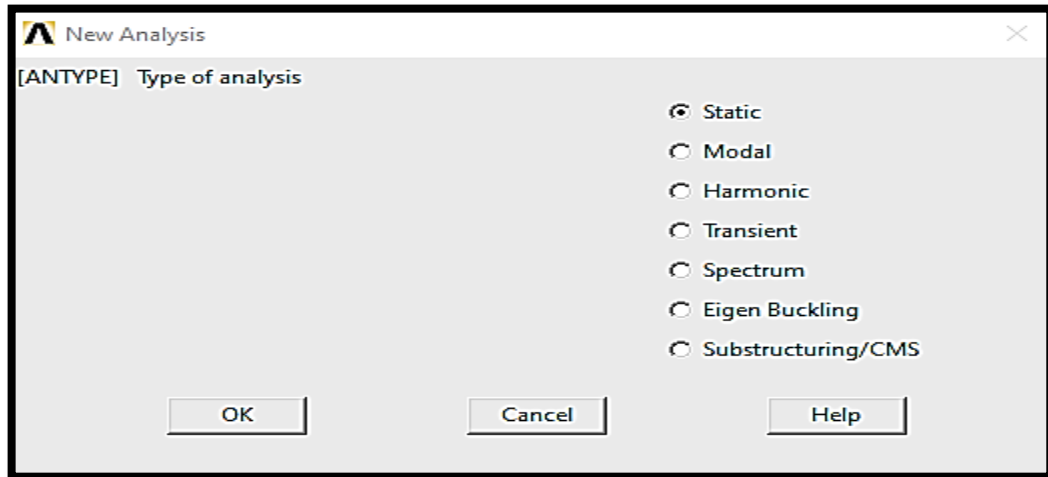 New Analysis
[ANTYPE] Type of analysis
Static
Modal
Harmonic
Transient
Spectrum
Eigen Buckling
Substructuring/CMS
OK Cancel Help